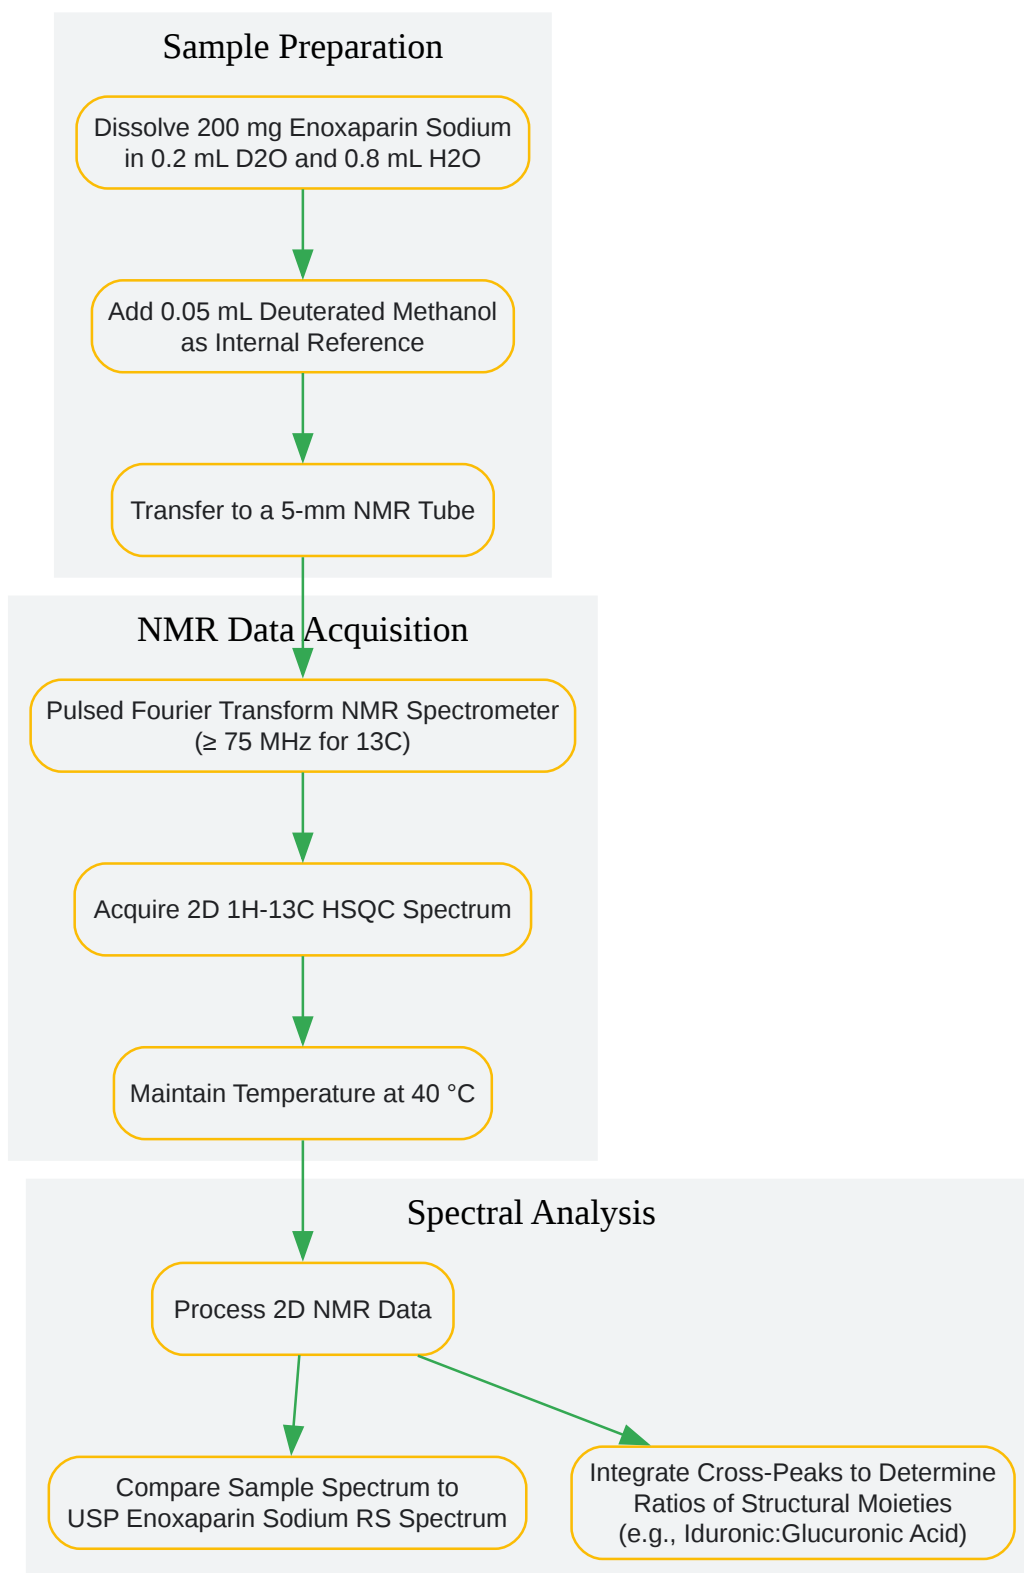 Sample Preparation
Dissolve 200 mg Enoxaparin Sodium
in 0.2 mL D2O and 0.8 mL H2O
Add 0.05 mL Deuterated Methanol
as Internal Reference
Transfer to a 5-mm NMR Tube
NMR Data Acquisition
Pulsed Fourier Transform NMR Spectrometer
(≥ 75 MHz for 13C)
Acquire 2D 1H-13C HSQC Spectrum
Maintain Temperature at 40 °C
Spectral Analysis
Process 2D NMR Data
Compare Sample Spectrum to
USP Enoxaparin Sodium RS Spectrum
Integrate Cross-Peaks to Determine
Ratios of Structural Moieties
(e.g., Iduronic:Glucuronic Acid)